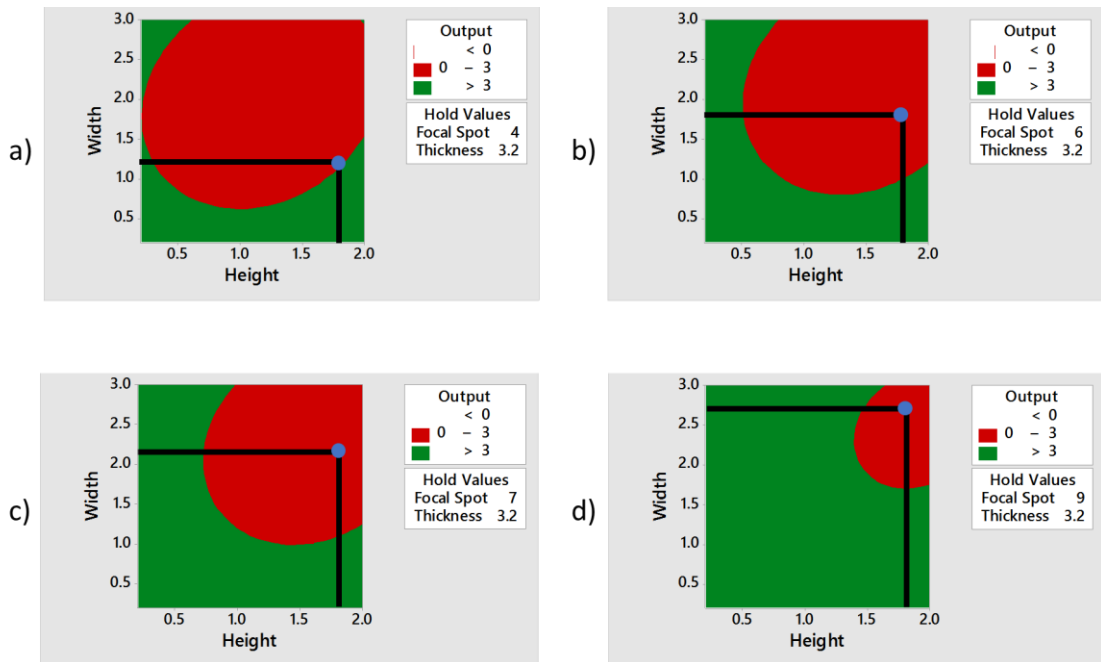 a)
Width
3.0
2.5
2.0
1.5
1.0
0.5
0.5 1.0 1.5 2.0
Height
Output
< 0
0 – 3
> 3
Hold Values
Focal Spot 4
Thickness 3.2
b)
Width
3.0
2.5
2.0
1.5
1.0
0.5
0.5 1.0 1.5 2.0
Height
Output
< 0
0 – 3
> 3
Hold Values
Focal Spot 6
Thickness 3.2
c)
Width
3.0
2.5
2.0
1.5
1.0
0.5
0.5 1.0 1.5 2.0
Height
Output
< 0
0 – 3
> 3
Hold Values
Focal Spot 7
Thickness 3.2
d)
Width
3.0
2.5
2.0
1.5
1.0
0.5
0.5 1.0 1.5 2.0
Height
Output
< 0
0 – 3
> 3
Hold Values
Focal Spot 9
Thickness 3.2